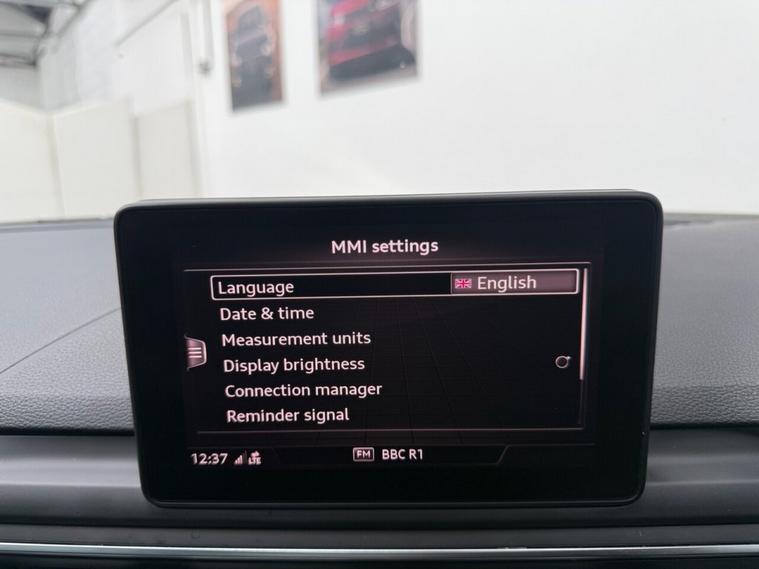 MMI settings
Language English
Date & time
Measurement units
Display brightness
Connection manager
Reminder signal
12:37 LTE FM BBC R1